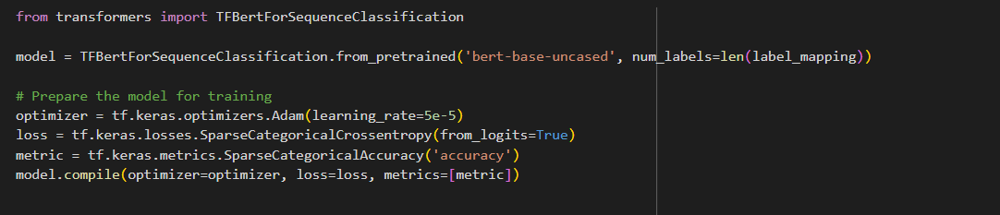 from transformers import TFBertForSequenceClassification
model = TFBertForSequenceClassification.from_pretrained('bert-base-uncased', num_labels=len(label_mapping))
# Prepare the model for training
optimizer = tf.keras.optimizers.Adam(learning_rate=5e-5)
loss = tf.keras.losses.SparseCategoricalCrossentropy(from_logits=True)
metric = tf.keras.metrics.SparseCategoricalAccuracy('accuracy')
model.compile(optimizer=optimizer, loss=loss, metrics=[metric])